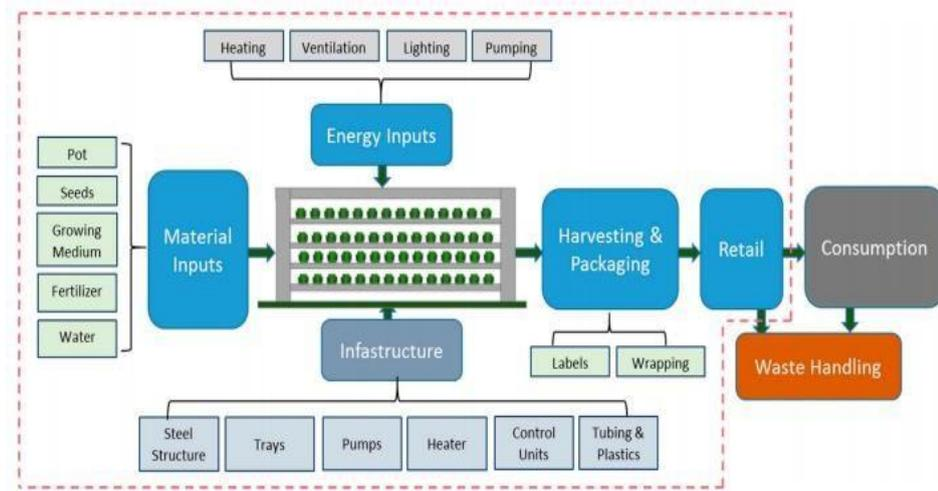 Heating
Ventilation
Lighting
Pumping
Energy Inputs
Pot
Seeds
Growing
Medium
Fertilizer
Water
Material
Inputs
Harvesting &
Packaging
Retail
Consumption
Infastructure
Labels
Wrapping
Waste Handling
Steel
Structure
Trays
Pumps
Heater
Control
Units
Tubing &
Plastics